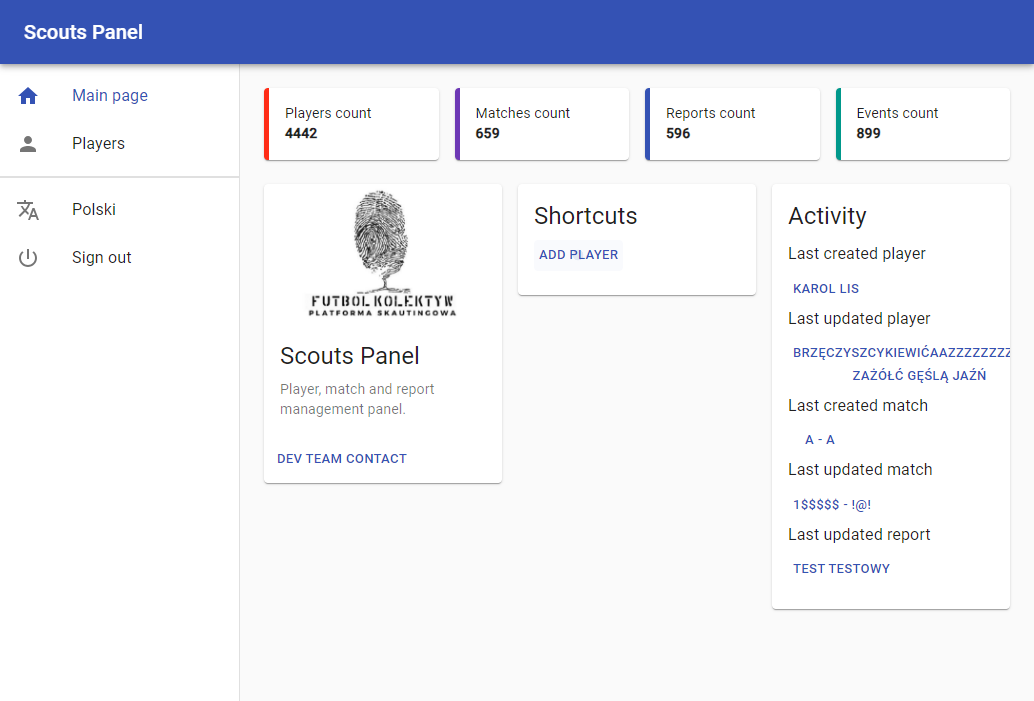 Scouts Panel
Main page
Players
Polski
Sign out
Players count
4442
Matches count
659
Reports count
596
Events count
899
FUTBOL KOLEKTYW
PLATFORMA SKAUTINGOWA
Scouts Panel
Player, match and report
management panel.
DEV TEAM CONTACT
Shortcuts
ADD PLAYER
Activity
Last created player
KAROL LIS
Last updated player
BRZĘCZYSZCYKIEWIĆAAZZZZZZZ
ZAŻÓŁĆ GĘŚLĄ JAŹŃ
Last created match
A - A
Last updated match
1$$$$$ - !@!
Last updated report
TEST TESTOWY